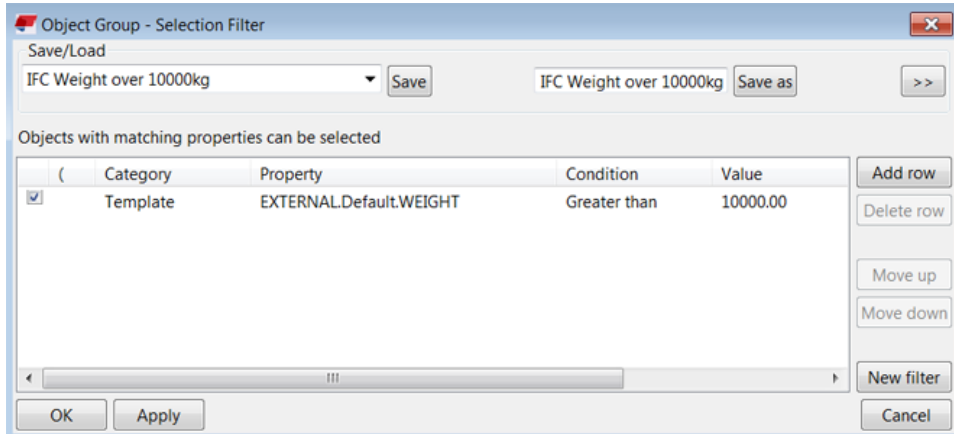 Object Group - Selection Filter
Save/Load
IFC Weight over 10000kg Save IFC Weight over 10000kg Save as >>
Objects with matching properties can be selected
( Category Property Condition Value Add row
Template EXTERNAL.Default.WEIGHT Greater than 10000.00 Delete row
Move up
Move down
New filter
OK Apply Cancel